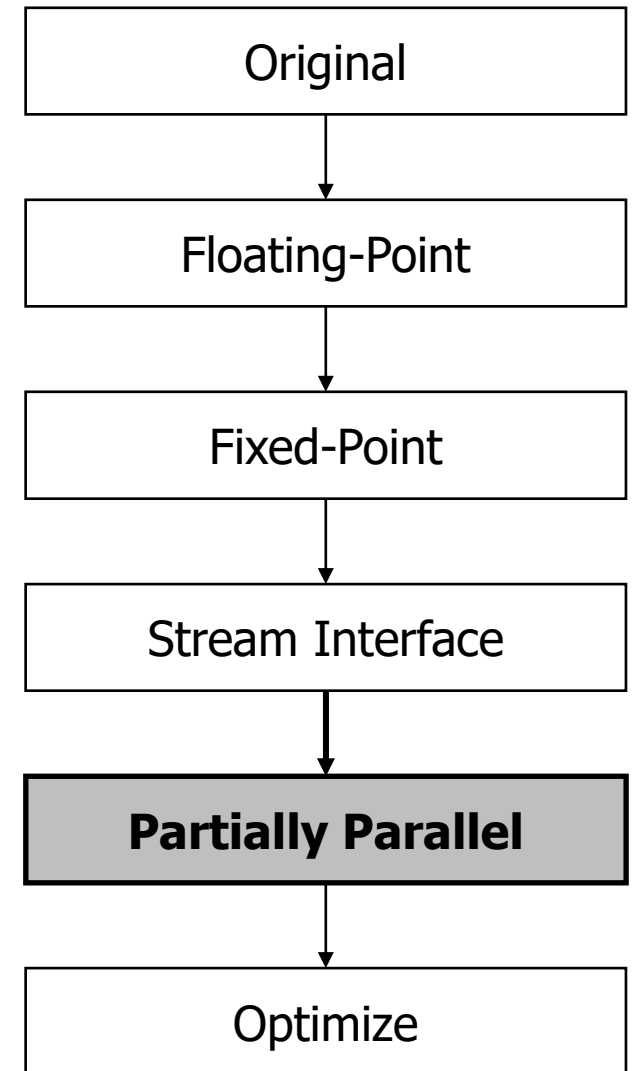 Original
Floating-Point
Fixed-Point
Stream Interface
Partially Parallel
Optimize